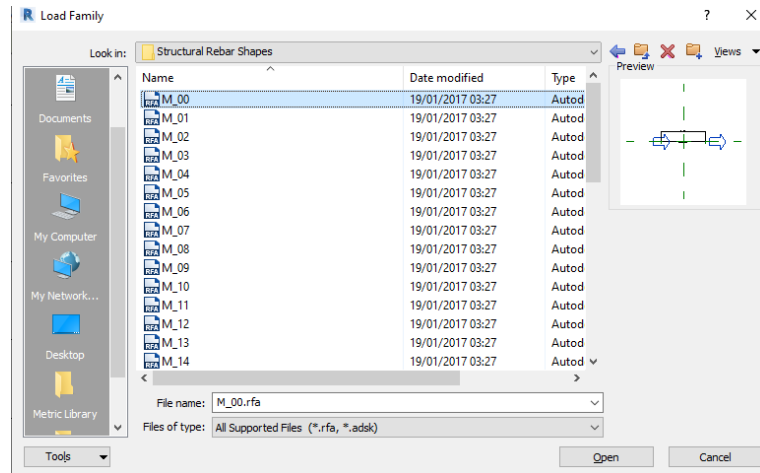 R Load Family ? X
Look in: Structural Rebar Shapes Views
Preview
Name Date modified Type
M_00 19/01/2017 03:27 Autod
M_01 19/01/2017 03:27 Autod
M_02 19/01/2017 03:27 Autod
M_03 19/01/2017 03:27 Autod
M_04 19/01/2017 03:27 Autod
M_05 19/01/2017 03:27 Autod
M_06 19/01/2017 03:27 Autod
M_07 19/01/2017 03:27 Autod
M_08 19/01/2017 03:27 Autod
M_09 19/01/2017 03:27 Autod
M_10 19/01/2017 03:27 Autod
M_11 19/01/2017 03:27 Autod
M_12 19/01/2017 03:27 Autod
M_13 19/01/2017 03:27 Autod
M_14 19/01/2017 03:27 Autod
Documents
Favorites
My Computer
My Network...
Desktop
Metric Library
File name: M_00.rfa
Files of type: All Supported Files (*.rfa, *.adsk)
Tools Open Cancel